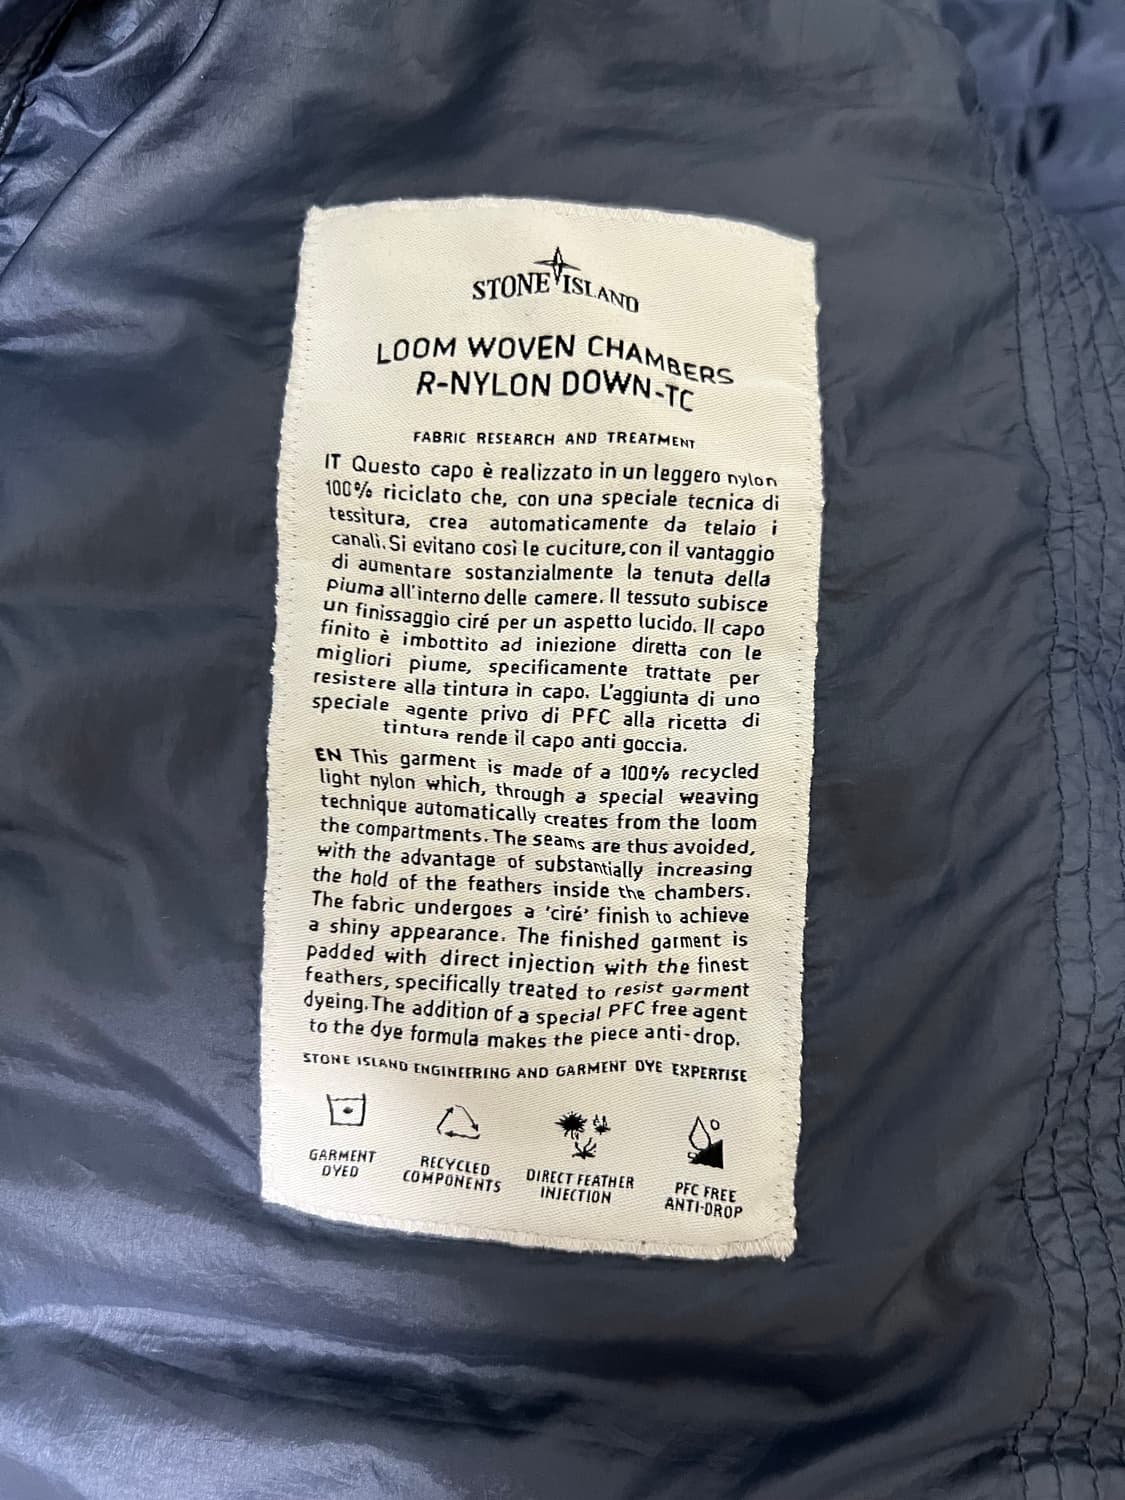 STONE ISLAND
LOOM WOVEN CHAMBERS
R-NYLON DOWN-TC
FABRIC RESEARCH AND TREATMENT
IT Questo capo è realizzato in un leggero nylon
100% riciclato che, con una speciale tecnica di
tessitura, crea automaticamente da telaio i
canali. Si evitano così le cuciture, con il vantaggio
di aumentare sostanzialmente la tenuta della
piuma all'interno delle camere. Il tessuto subisce
un finissaggio ciré per un aspetto lucido. Il capo
finito è imbottito ad iniezione diretta con le
migliori piume, specificamente trattate per
resistere alla tintura in capo. L'aggiunta di uno
speciale agente privo di PFC alla ricetta di
tintura rende il capo anti goccia.
EN This garment is made of a 100% recycled
light nylon which, through a special weaving
technique automatically creates from the loom
the compartments. The seams are thus avoided,
with the advantage of substantially increasing
the hold of the feathers inside the chambers.
The fabric undergoes a 'ciré' finish to achieve
a shiny appearance. The finished garment is
padded with direct injection with the finest
feathers, specifically treated to resist garment
dyeing. The addition of a special PFC free agent
to the dye formula makes the piece anti-drop.
STONE ISLAND ENGINEERING AND GARMENT DYE EXPERTISE
GARMENT
DYED
RECYCLED
COMPONENTS
DIRECT FEATHER
INJECTION
PFC FREE
ANTI-DROP